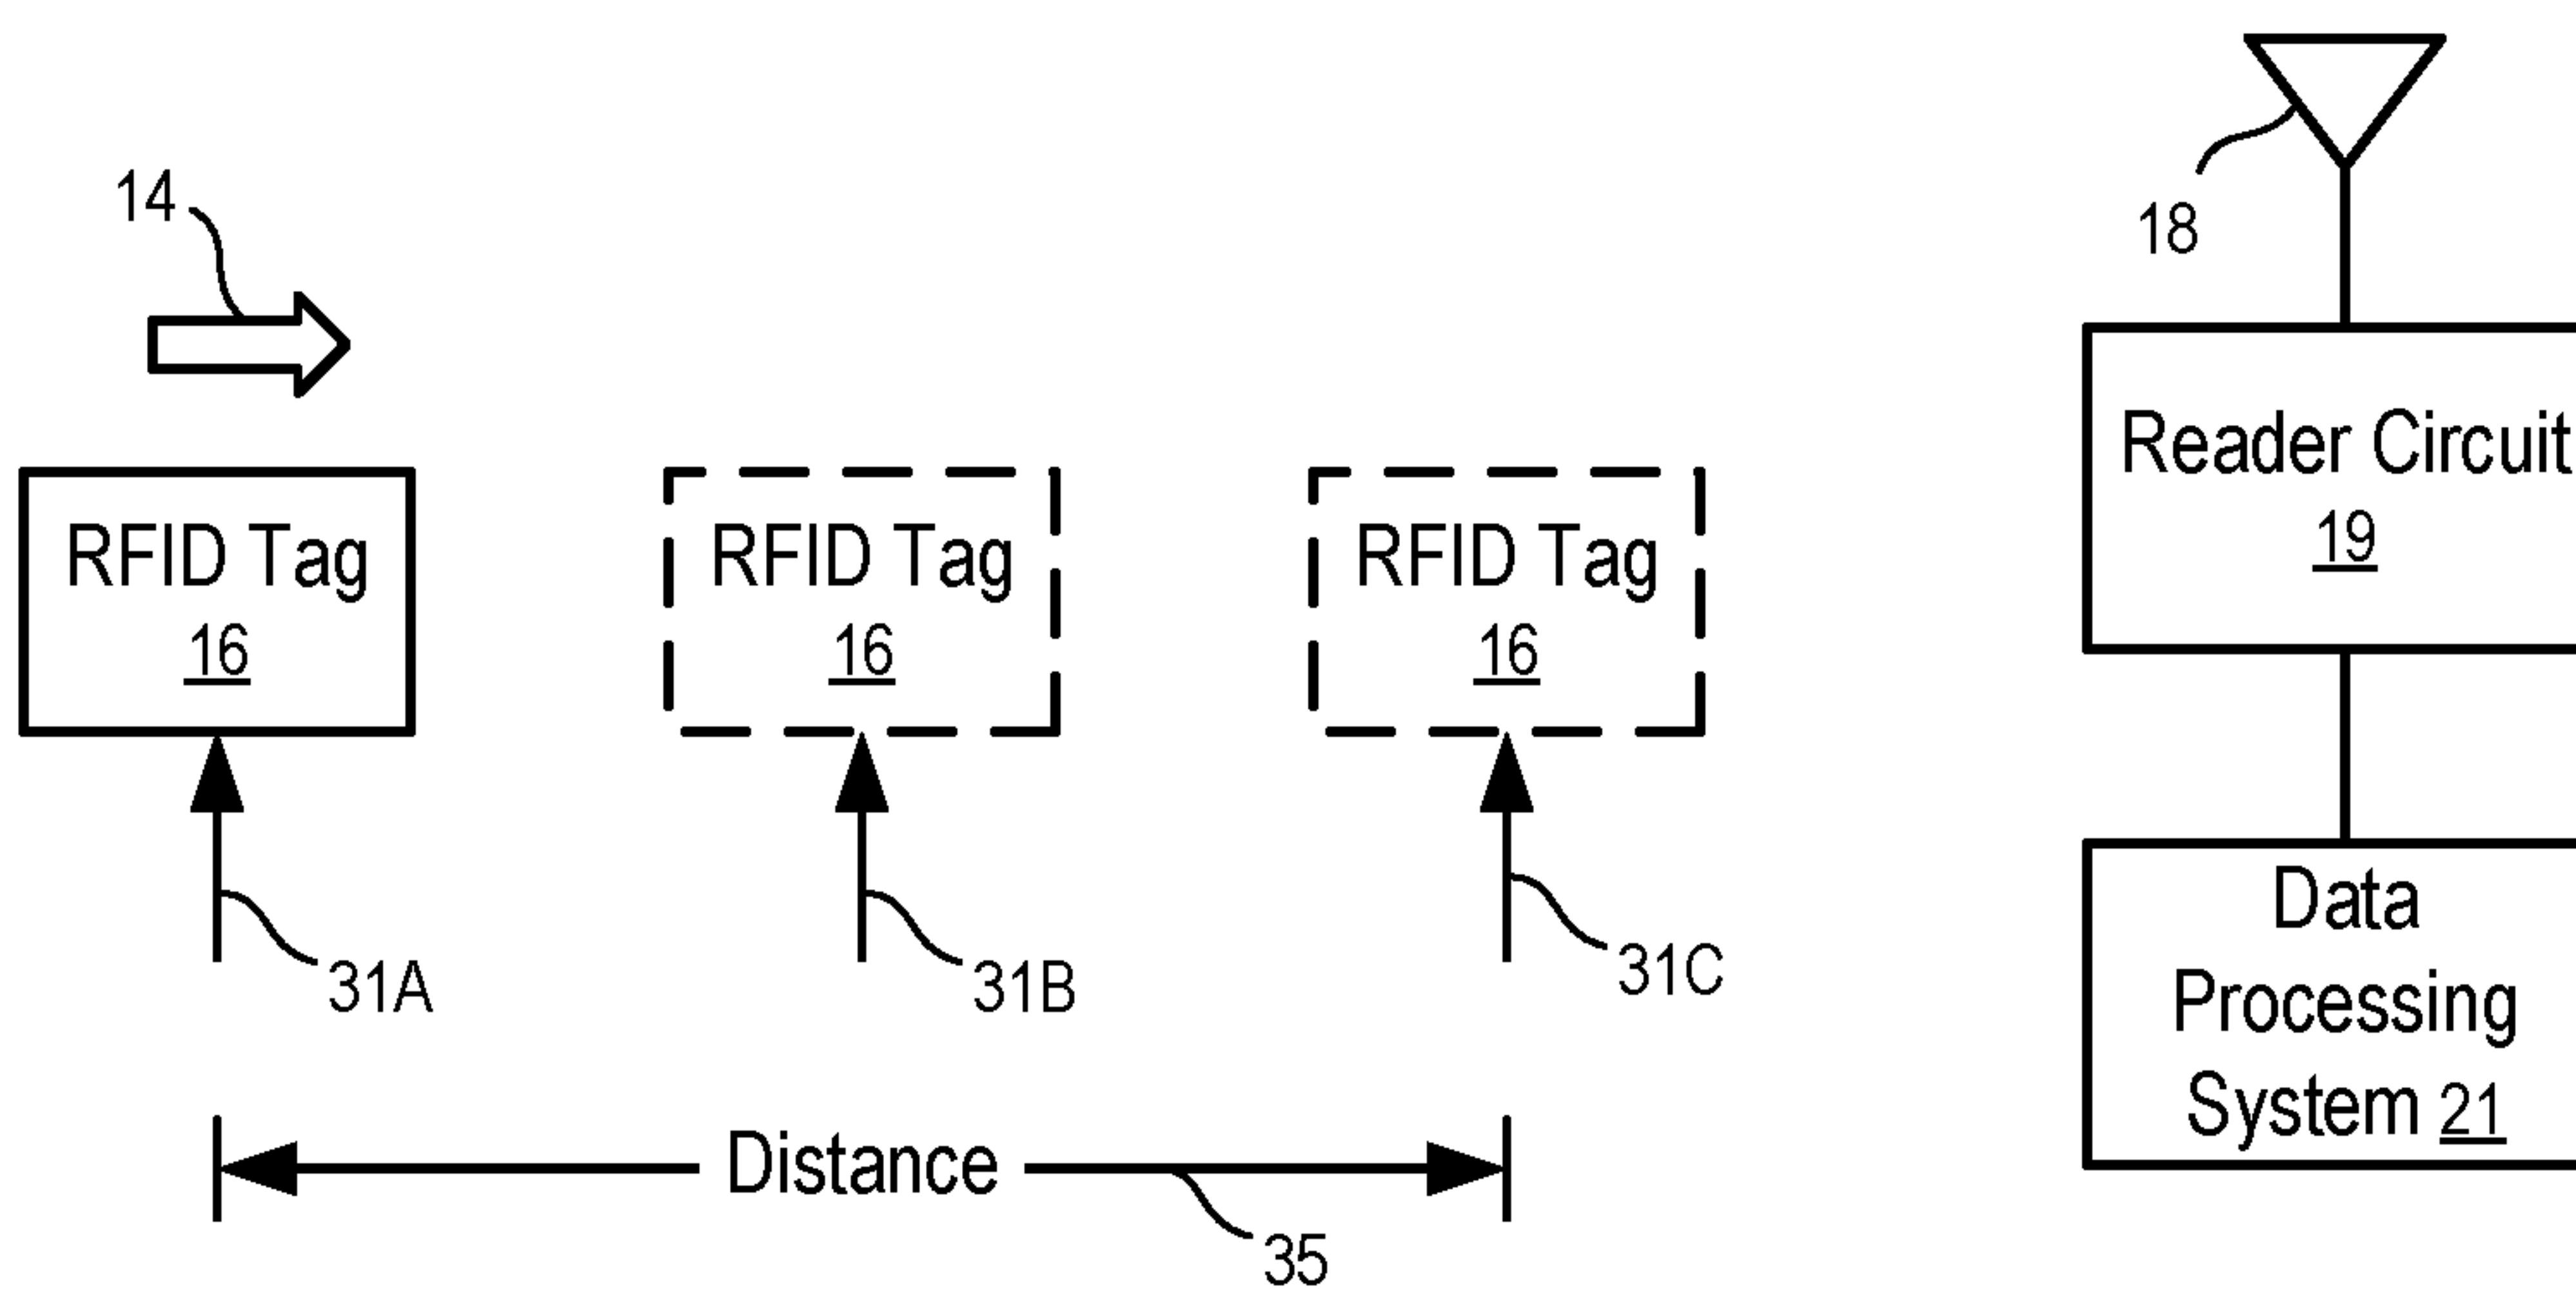 14
18
Reader Circuit
19
RFID Tag
16
RFID Tag
16
RFID Tag
16
31A
31B
31C
Data
Processing
System 21
Distance
35